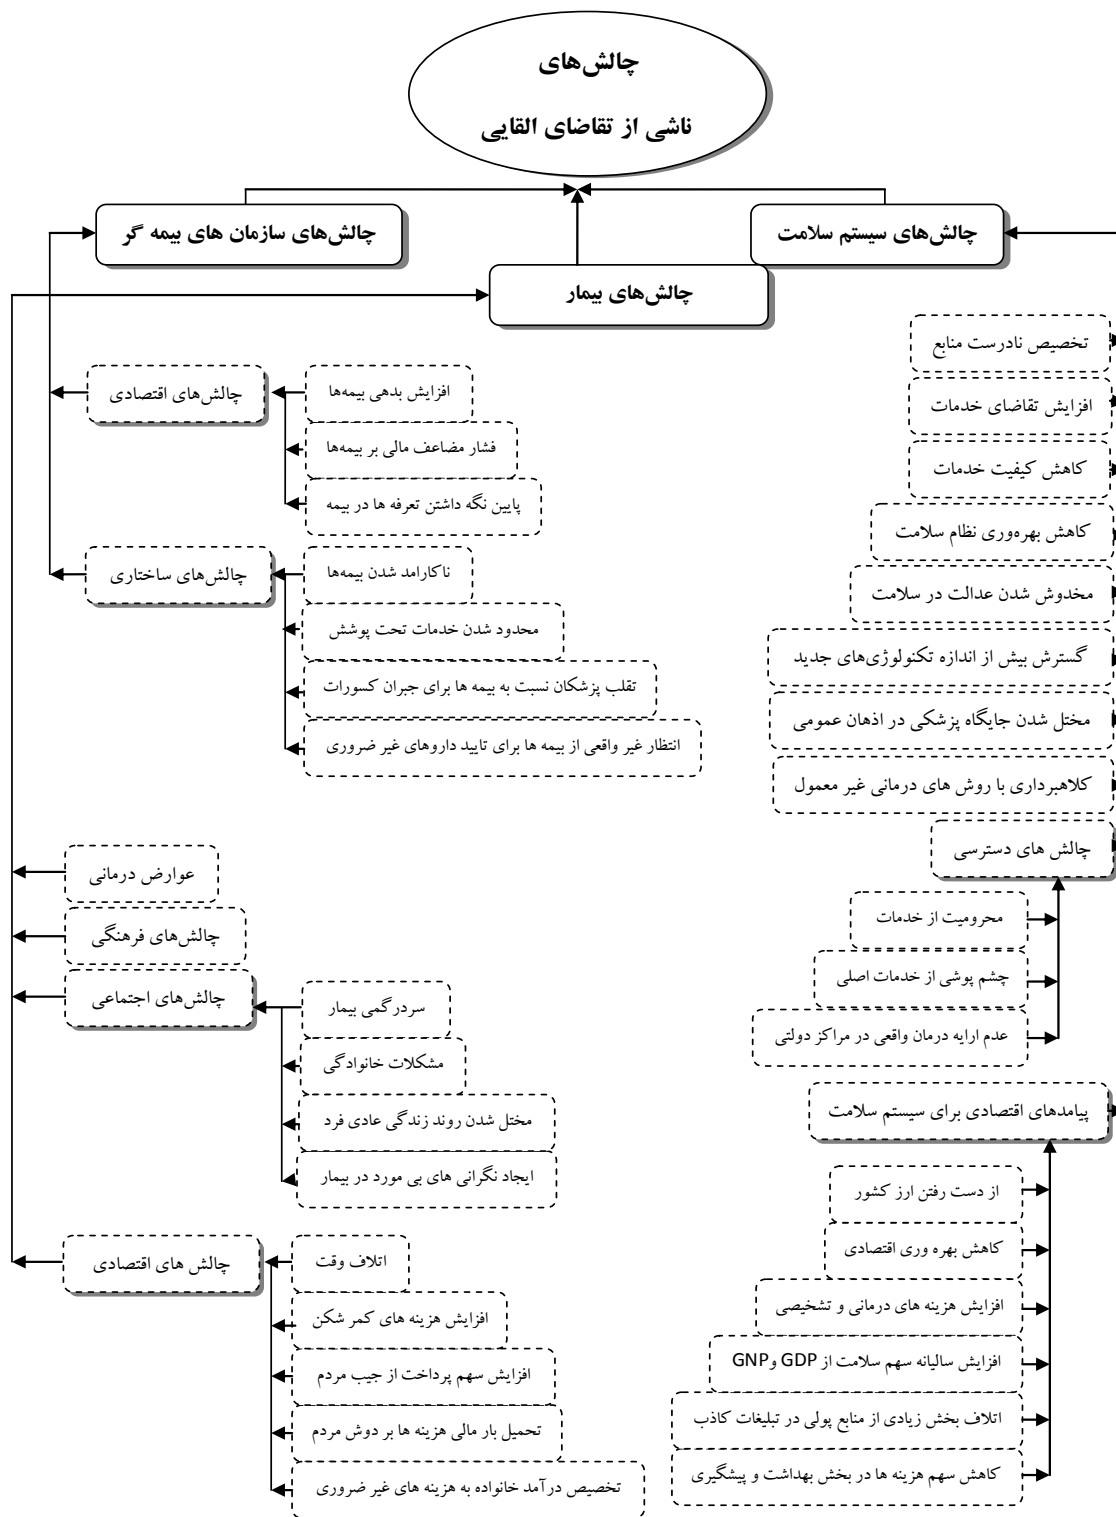 چالش‌های
ناشی از تقاضای القایی
چالش‌های سیستم سلامت
چالش‌های سازمان های بیمه گر
چالش‌های بیمار
تخصیص نادرست منابع
افزایش تقاضای خدمات
کاهش کیفیت خدمات
کاهش بهره‌وری نظام سلامت
مخدوش شدن عدالت در سلامت
گسترش بیش از اندازه تکنولوژی‌های جدید
مختل شدن جایگاه پزشکی در اذهان عمومی
کلاهبرداری با روش های درمانی غیر معمول
چالش های دسترسی
محرومیت از خدمات
چشم پوشی از خدمات اصلی
عدم ارایه درمان واقعی در مراکز دولتی
پیامدهای اقتصادی برای سیستم سلامت
از دست رفتن ارز کشور
کاهش بهره وری اقتصادی
افزایش هزینه های درمانی و تشخیصی
افزایش سالیانه سهم سلامت از GDP وGNP
اتلاف بخش زیادی از منابع پولی در تبلیغات کاذب
کاهش سهم هزینه ها در بخش بهداشت و پیشگیری
چالش‌های اقتصادی
افزایش بدهی بیمه‌ها
فشار مضاعف مالی بر بیمه‌ها
پایین نگه داشتن تعرفه ها در بیمه
چالش‌های ساختاری
ناکارامد شدن بیمه‌ها
محدود شدن خدمات تحت پوشش
تقلب پزشکان نسبت به بیمه ها برای جبران کسورات
انتظار غیر واقعی از بیمه ها برای تایید داروهای غیر ضروری
عوارض درمانی
چالش‌های فرهنگی
چالش‌های اجتماعی
سردرگمی بیمار
مشکلات خانوادگی
مختل شدن روند زندگی عادی فرد
ایجاد نگرانی های بی مورد در بیمار
چالش های اقتصادی
اتلاف وقت
افزایش هزینه های کمر شکن
افزایش سهم پرداخت از جیب مردم
تحمیل بار مالی هزینه ها بر دوش مردم
تخصیص درآمد خانواده به هزینه های غیر ضروری